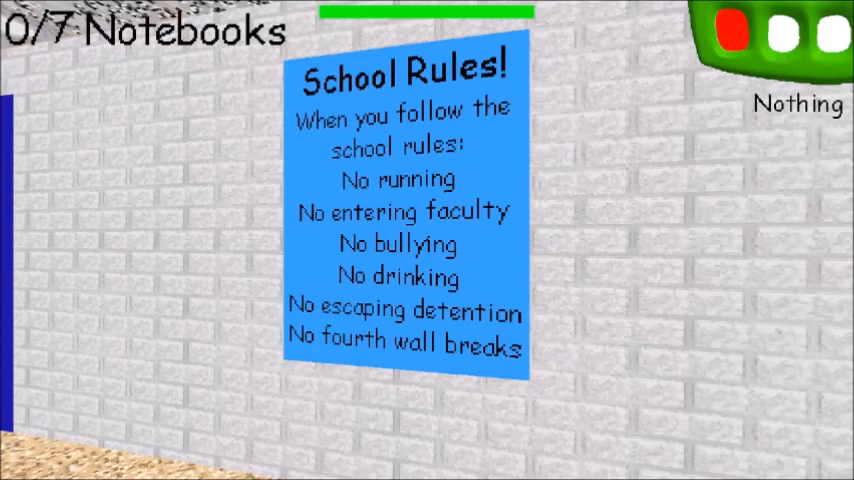 0/7 Notebooks
Nothing
School Rules!
When you follow the
school rules:
No running
No entering faculty
No bullying
No drinking
No escaping detention
No fourth wall breaks